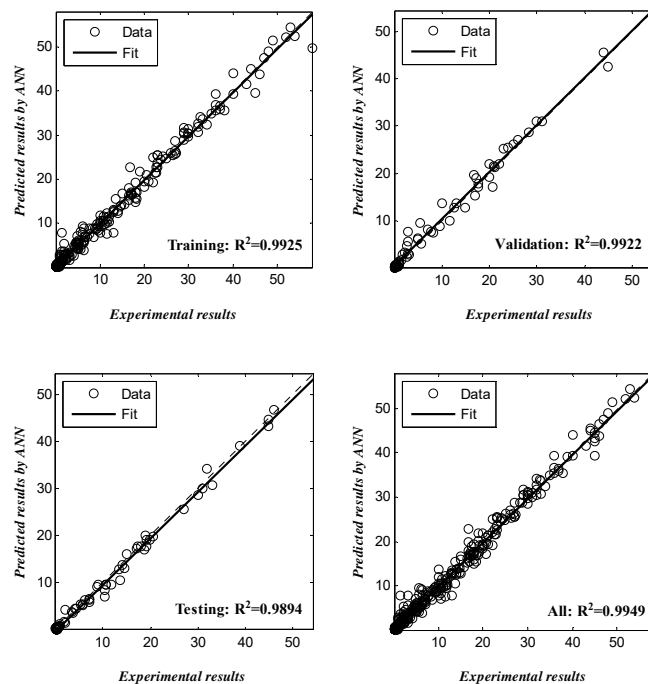 50
40
30
20
10
Predicted results by ANN
Data
Fit
Training: R²=0.9925
10 20 30 40 50
Experimental results
50
40
30
20
10
Predicted results by ANN
Data
Fit
Validation: R²=0.9922
10 20 30 40 50
Experimental results
50
40
30
20
10
Predicted results by ANN
Data
Fit
Testing: R²=0.9894
10 20 30 40 50
Experimental results
50
40
30
20
10
Predicted results by ANN
Data
Fit
All: R²=0.9949
10 20 30 40 50
Experimental results